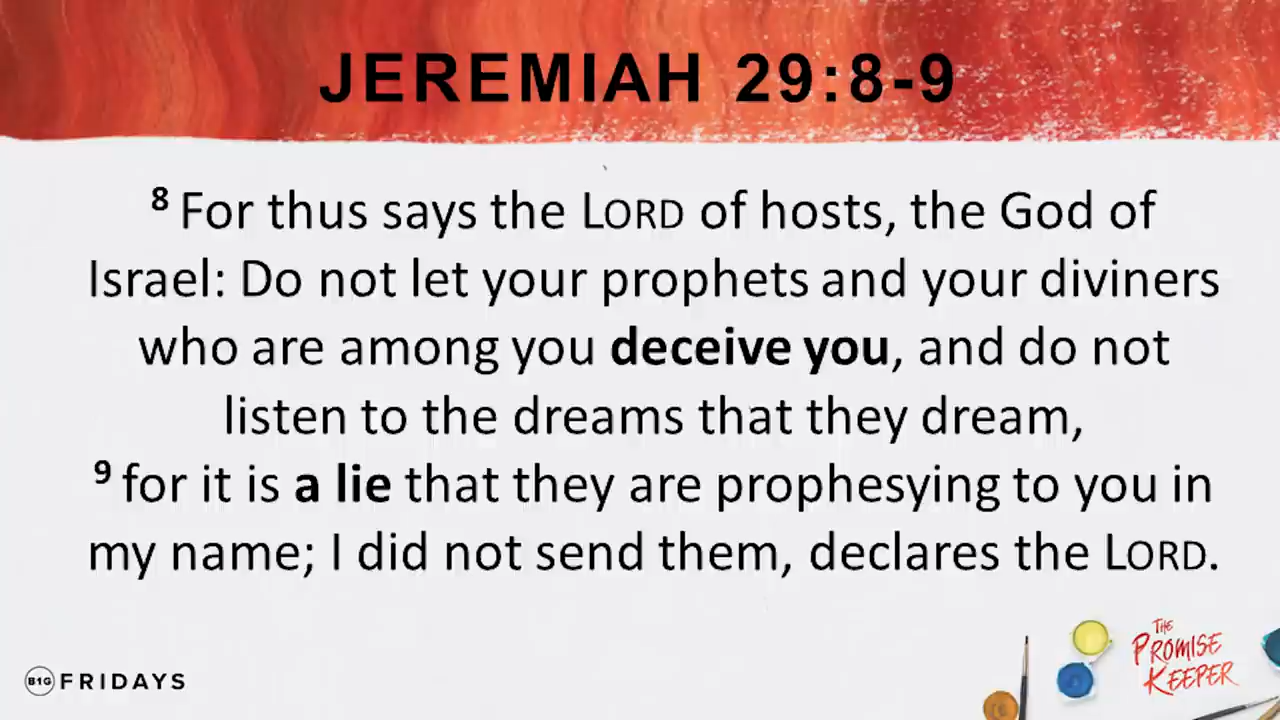 JEREMIAH 29:8-9
⁸ For thus says the LORD of hosts, the God of
Israel: Do not let your prophets and your diviners
who are among you deceive you, and do not
listen to the dreams that they dream,
⁹ for it is a lie that they are prophesying to you in
my name; I did not send them, declares the LORD.
B1G FRIDAYS
THE
PROMISE
KEEPER